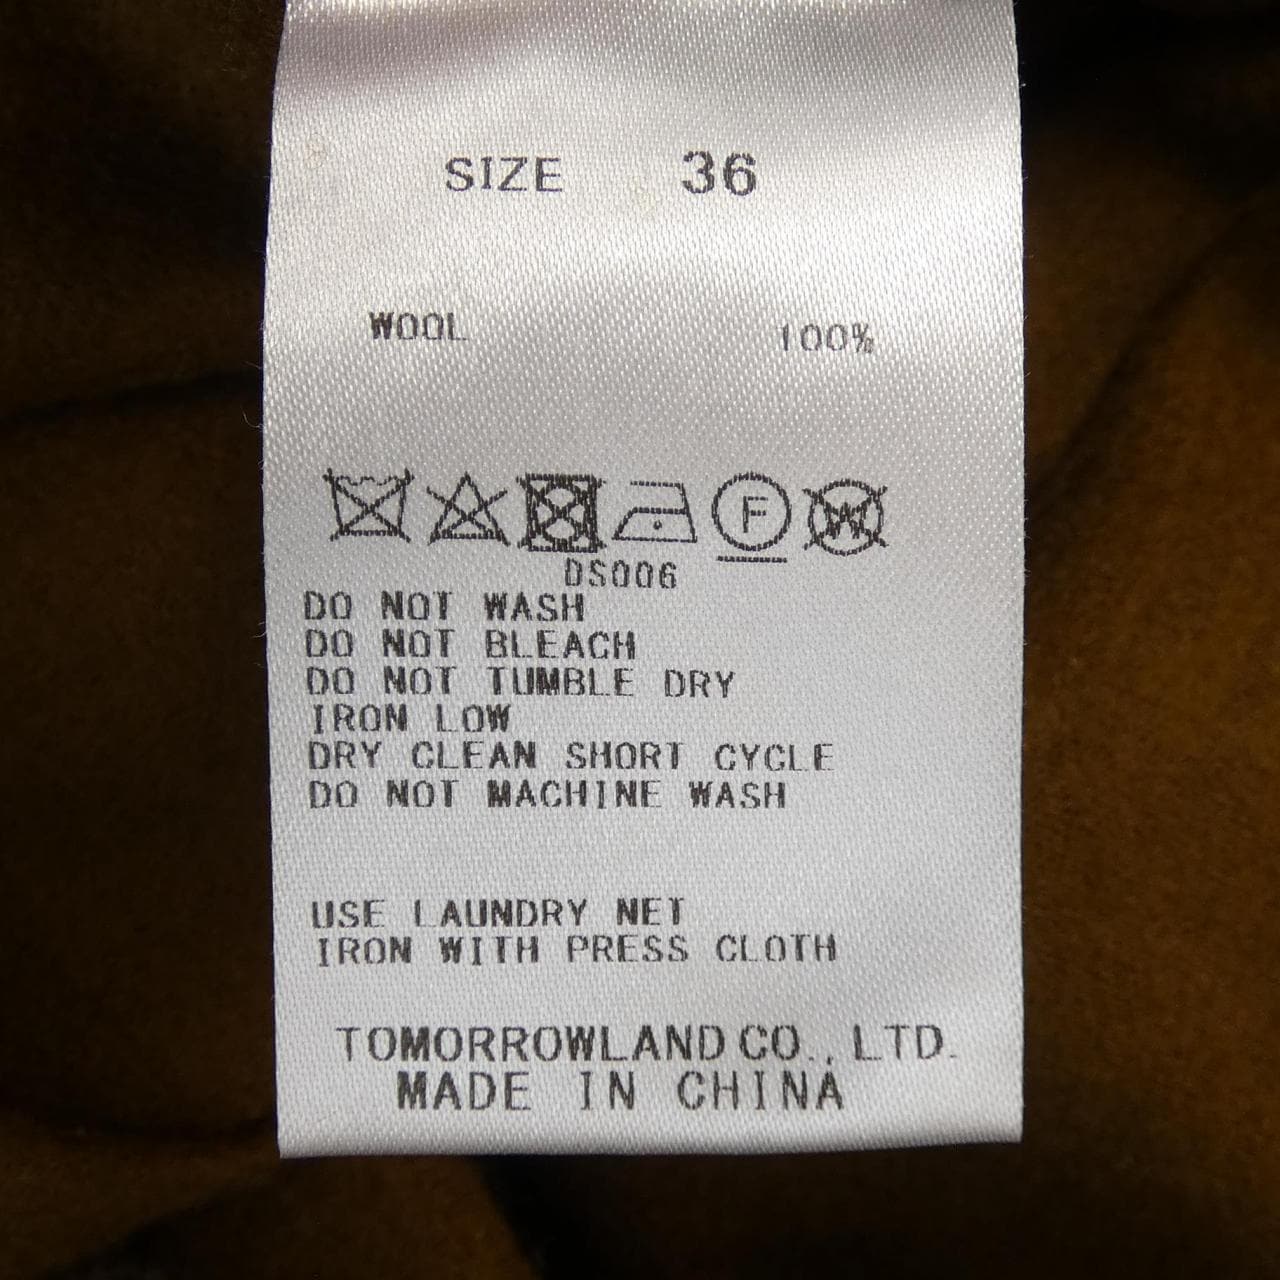 SIZE 36
WOOL 100%
F W
DS006
DO NOT WASH
DO NOT BLEACH
DO NOT TUMBLE DRY
IRON LOW
DRY CLEAN SHORT CYCLE
DO NOT MACHINE WASH
USE LAUNDRY NET
IRON WITH PRESS CLOTH
TOMORROWLAND CO., LTD.
MADE IN CHINA